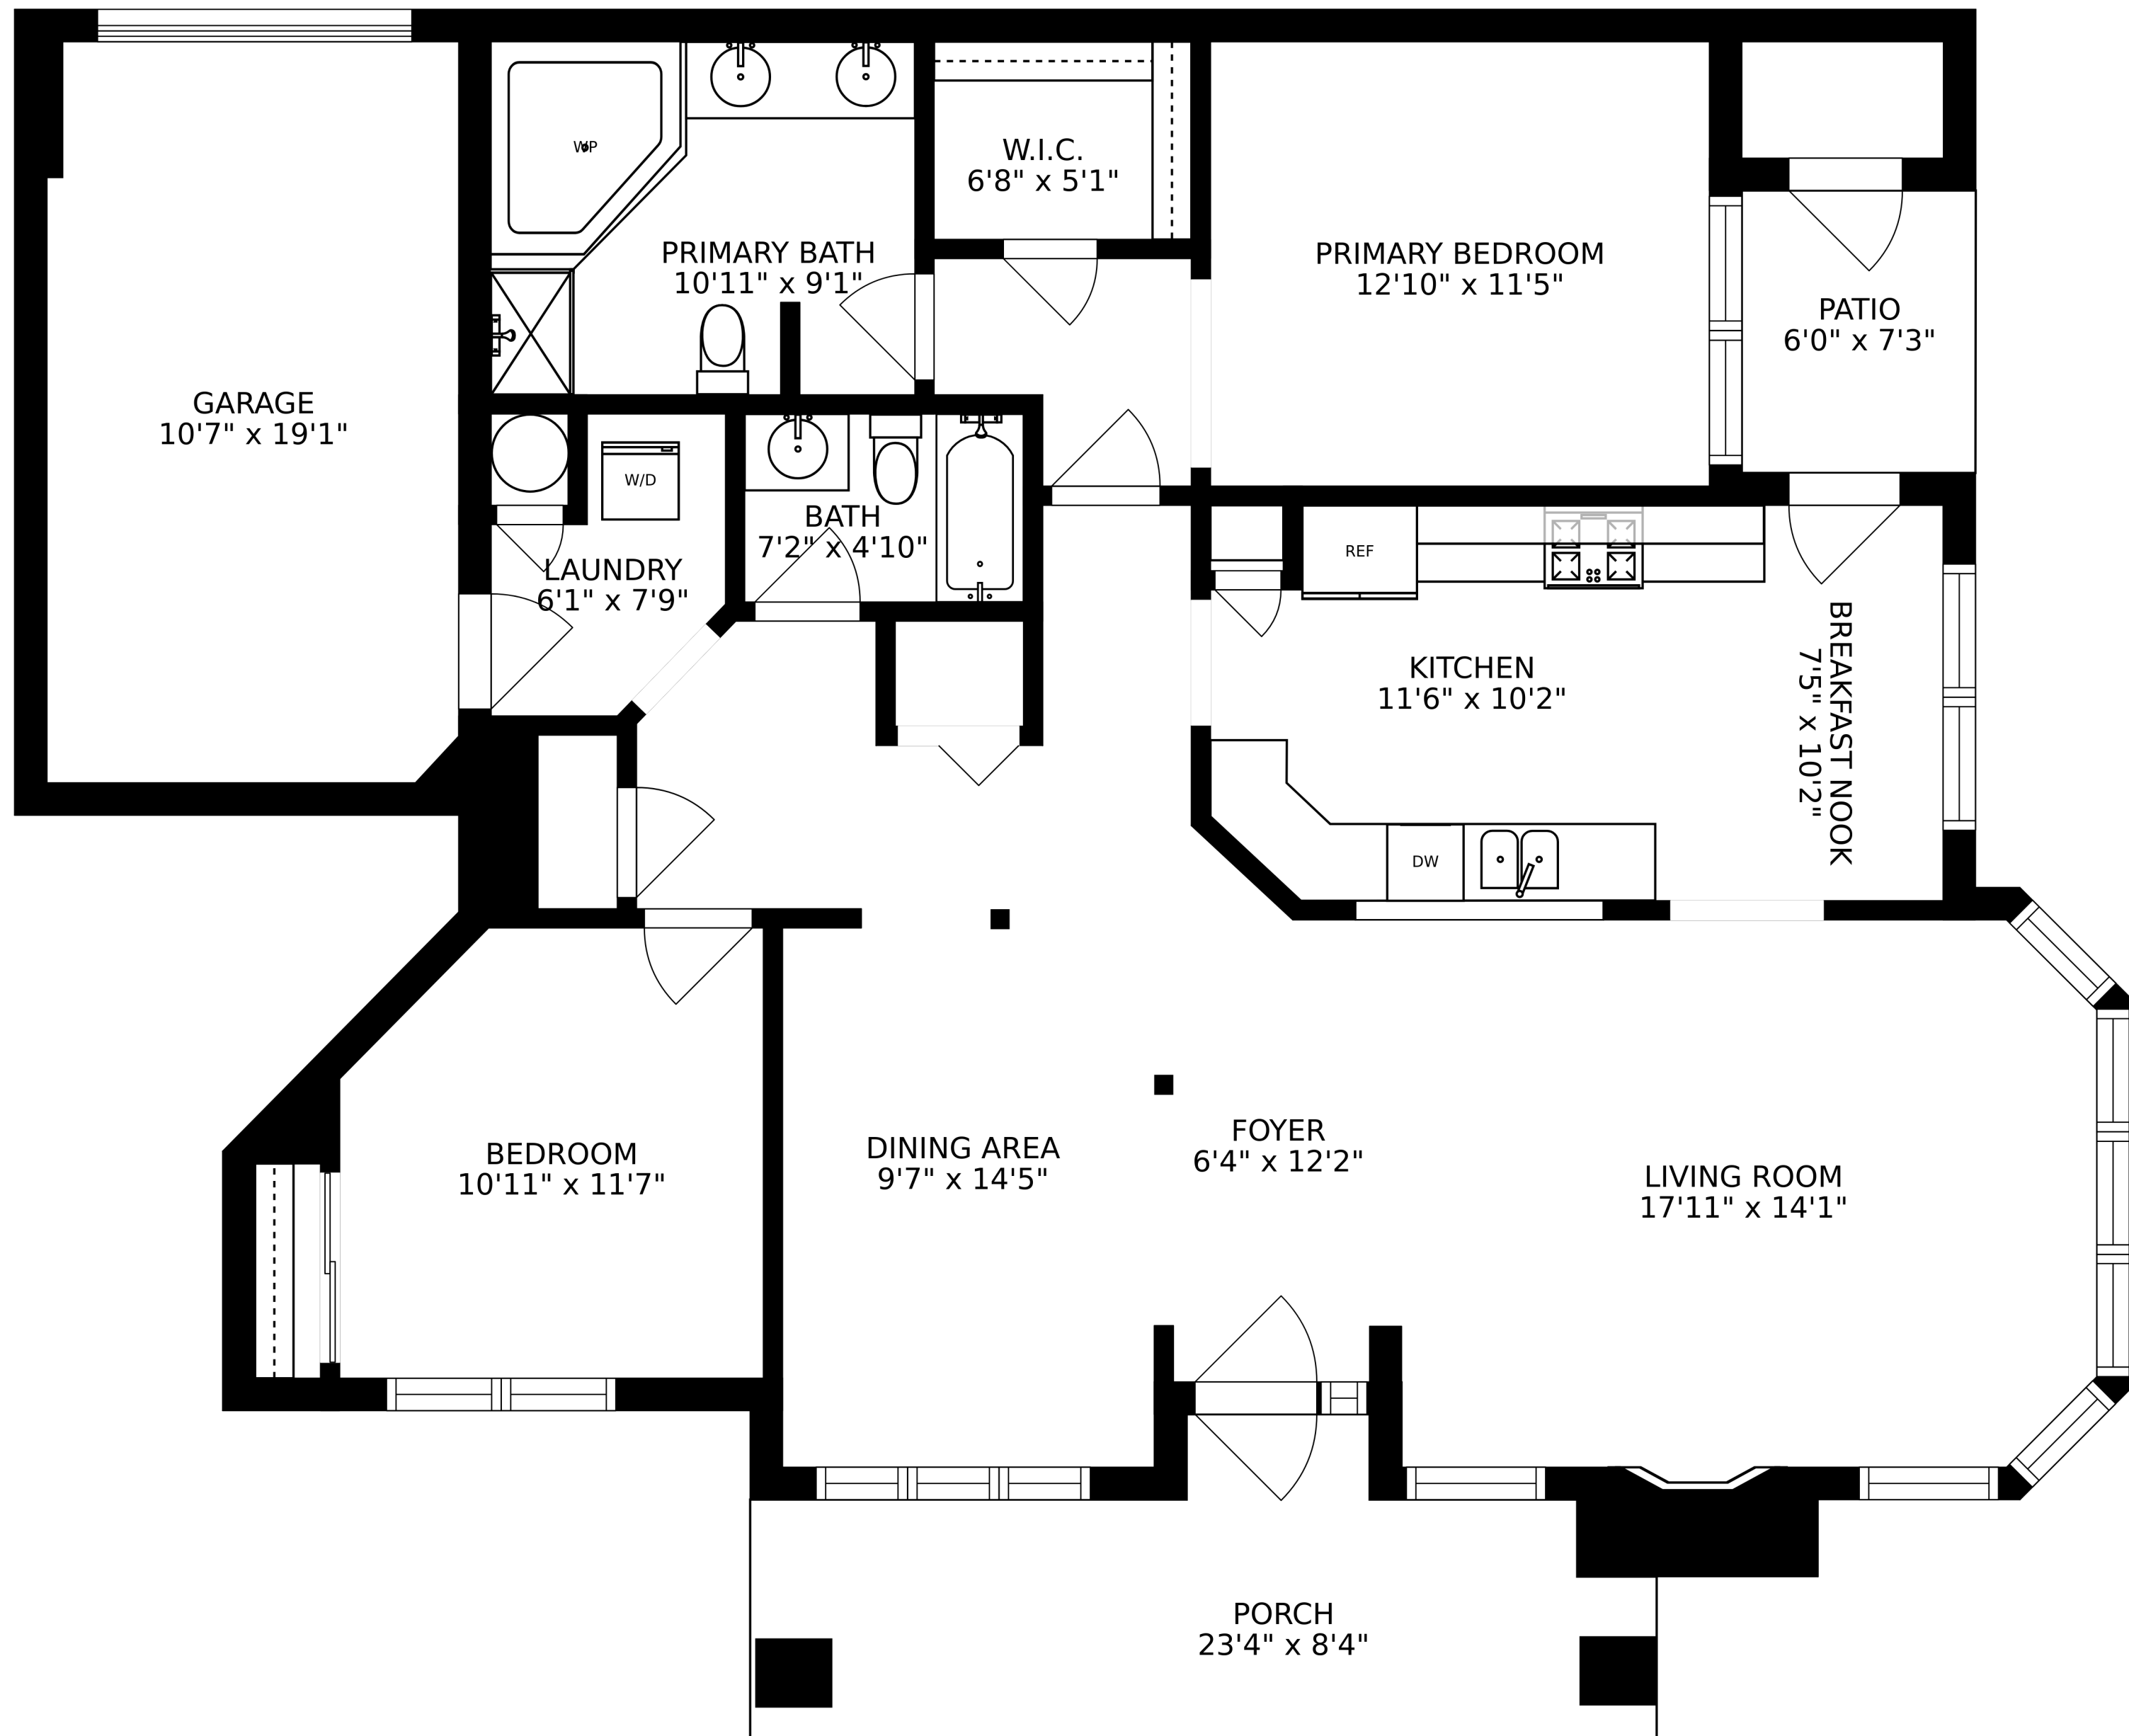 W.I.C.
6'8" x 5'1"
WP
PRIMARY BATH
10'11" x 9'1"
PRIMARY BEDROOM
12'10" x 11'5"
PATIO
6'0" x 7'3"
GARAGE
10'7" x 19'1"
W/D
BATH
7'2" x 4'10"
LAUNDRY
6'1" x 7'9"
REF
KITCHEN
11'6" x 10'2"
BREAKFAST NOOK
7'5" x 10'2"
DW
BEDROOM
10'11" x 11'7"
DINING AREA
9'7" x 14'5"
FOYER
6'4" x 12'2"
LIVING ROOM
17'11" x 14'1"
PORCH
23'4" x 8'4"